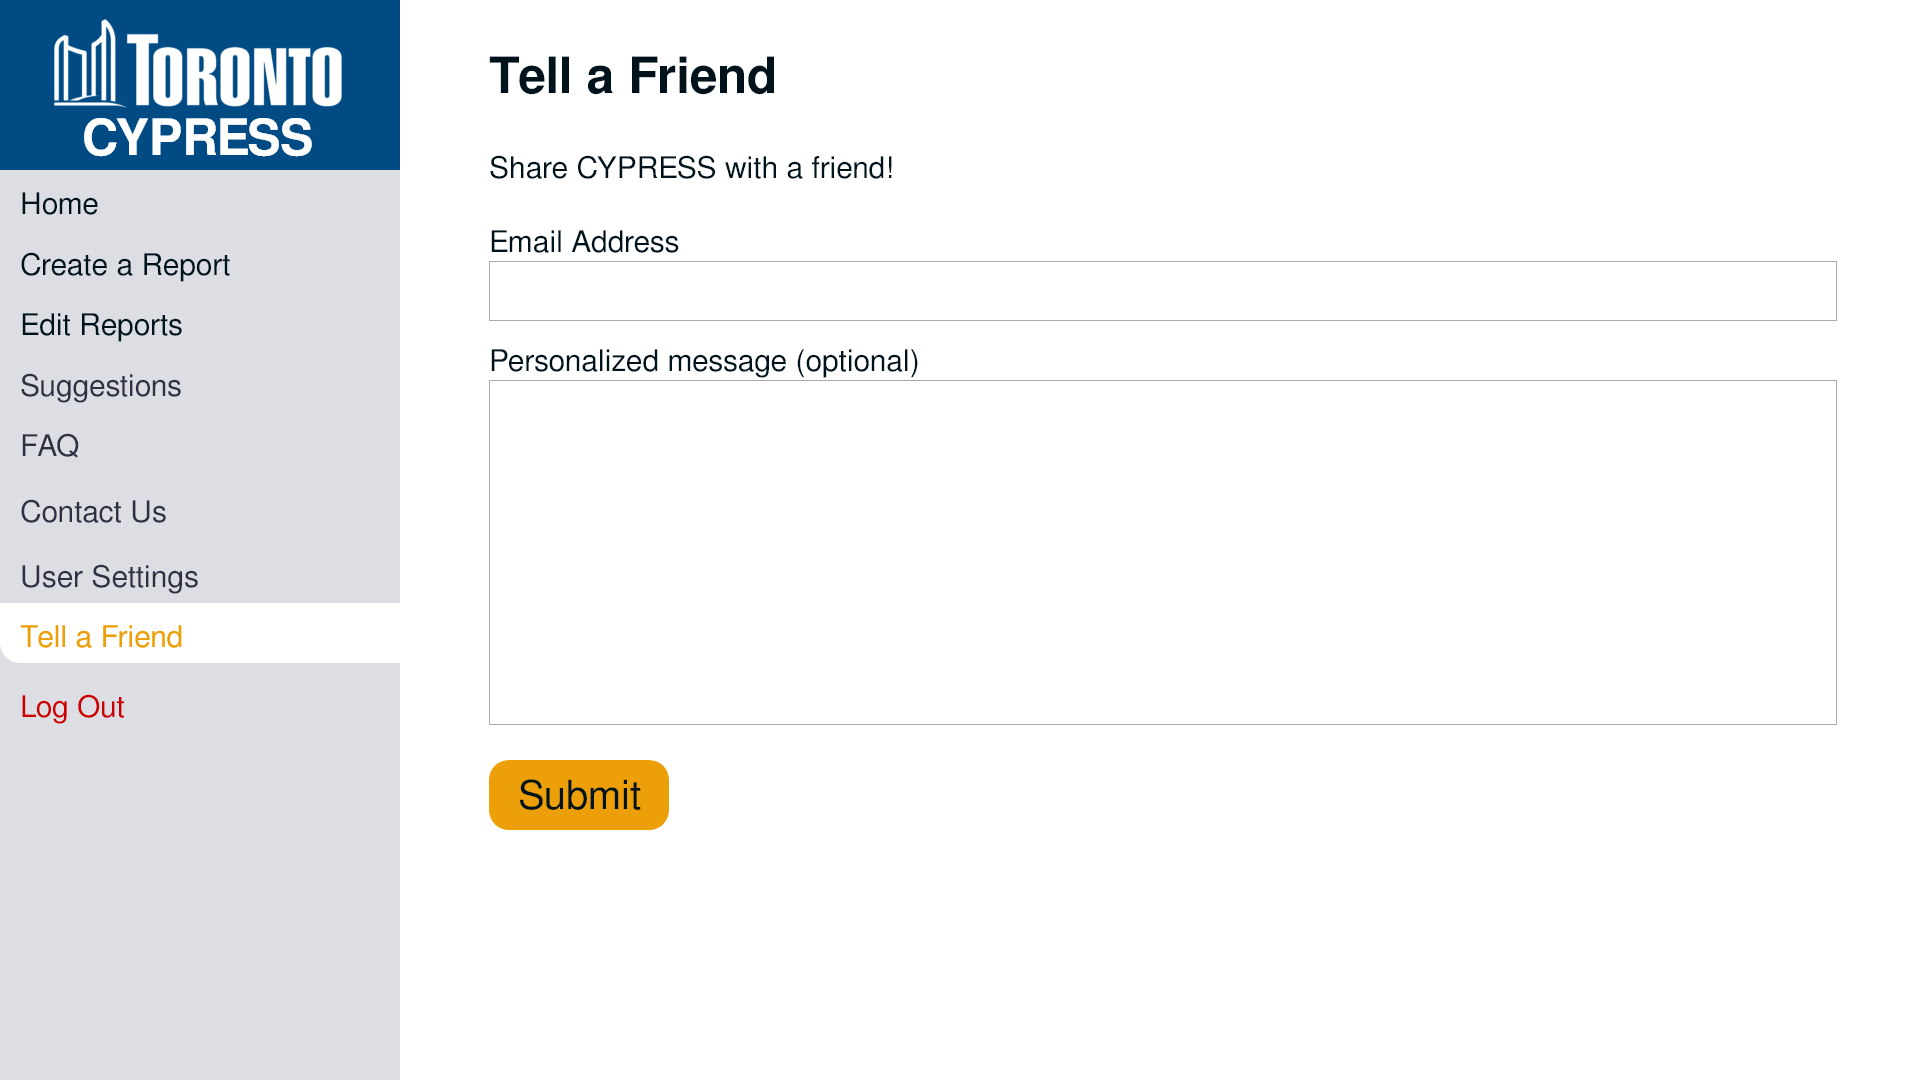 TORONTO
CYPRESS
Home
Create a Report
Edit Reports
Suggestions
FAQ
Contact Us
User Settings
Tell a Friend
Log Out
Tell a Friend
Share CYPRESS with a friend!
Email Address
Personalized message (optional)
Submit